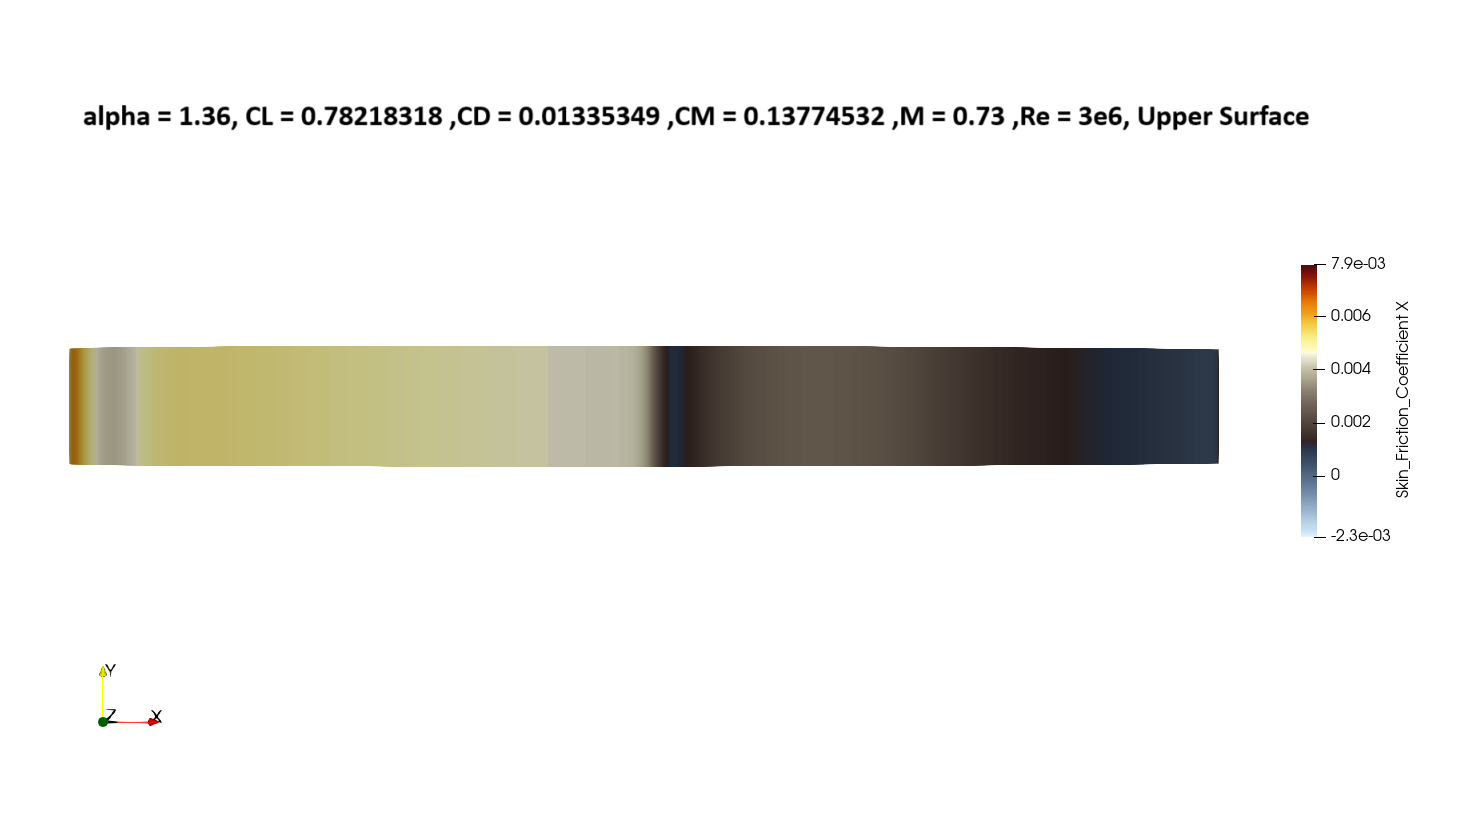 alpha = 1.36, CL = 0.78218318 ,CD = 0.01335349 ,CM = 0.13774532 ,M = 0.73 ,Re = 3e6, Upper Surface
7.9e-03
0.006
0.004
0.002
0
-2.3e-03
Skin_Friction_Coefficient X
Y
Z
X